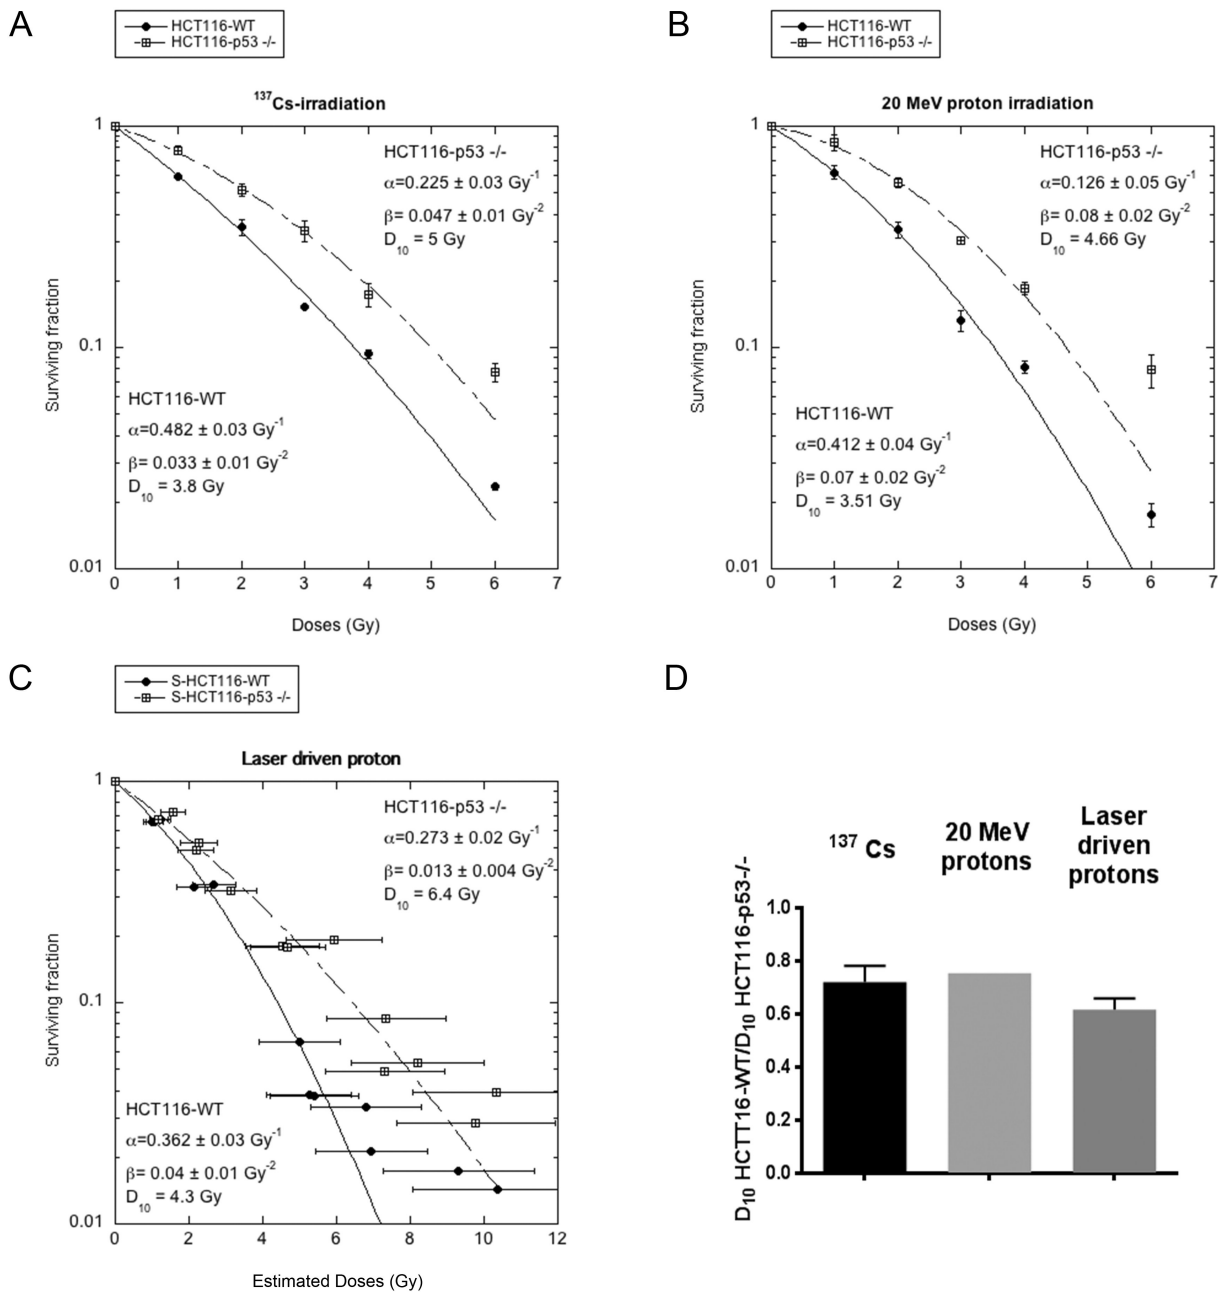 A
HCT116-WT
HCT116-p53 -/-
137Cs-irradiation
1
0.1
0.01
Surviving fraction
HCT116-p53 -/-
α=0.225 ± 0.03 Gy-1
β= 0.047 ± 0.01 Gy-2
D10 = 5 Gy
HCT116-WT
α=0.482 ± 0.03 Gy-1
β= 0.033 ± 0.01 Gy-2
D10 = 3.8 Gy
0 1 2 3 4 5 6 7
Doses (Gy)
B
HCT116-WT
HCT116-p53 -/-
20 MeV proton irradiation
1
0.1
0.01
Surviving fraction
HCT116-p53 -/-
α=0.126 ± 0.05 Gy-1
β= 0.08 ± 0.02 Gy-2
D10 = 4.66 Gy
HCT116-WT
α=0.412 ± 0.04 Gy-1
β= 0.07 ± 0.02 Gy-2
D10 = 3.51 Gy
0 1 2 3 4 5 6 7
Doses (Gy)
C
S-HCT116-WT
S-HCT116-p53 -/-
Laser driven proton
1
0.1
0.01
Surviving fraction
HCT116-p53 -/-
α=0.273 ± 0.02 Gy-1
β= 0.013 ± 0.004 Gy-2
D10 = 6.4 Gy
HCT116-WT
α=0.362 ± 0.03 Gy-1
β= 0.04 ± 0.01 Gy-2
D10 = 4.3 Gy
0 2 4 6 8 10 12
Estimated Doses (Gy)
D
137 Cs
20 MeV
protons
Laser
driven
protons
D10 HCTT16-WT/D10 HCT116-p53-/-
1.0
0.8
0.6
0.4
0.2
0.0